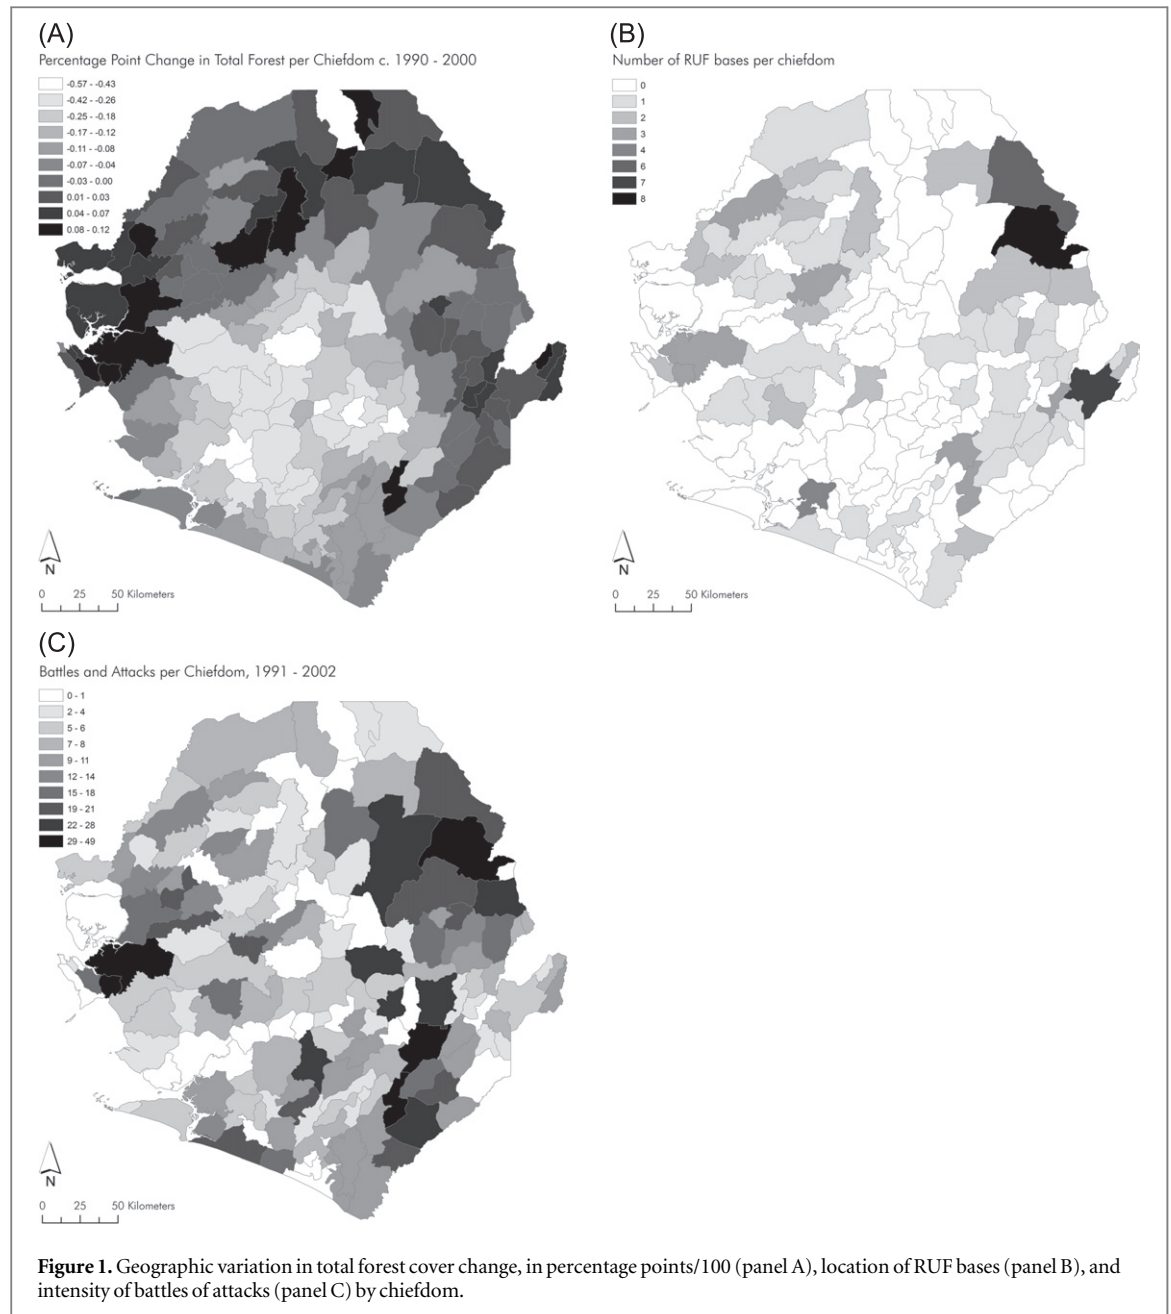 (A)
Percentage Point Change in Total Forest per Chiefdom c. 1990 - 2000
-0.57 - -0.43
-0.42 - -0.26
-0.25 - -0.18
-0.17 - -0.12
-0.11 - -0.08
-0.07 - -0.04
-0.03 - 0.00
0.01 - 0.03
0.04 - 0.07
0.08 - 0.12
N
0 25 50 Kilometers
(B)
Number of RUF bases per chiefdom
0
1
2
3
4
6
7
8
N
0 25 50 Kilometers
(C)
Battles and Attacks per Chiefdom, 1991 - 2002
0 - 1
2 - 4
5 - 6
7 - 8
9 - 11
12 - 14
15 - 18
19 - 21
22 - 28
29 - 49
N
0 25 50 Kilometers
Figure 1. Geographic variation in total forest cover change, in percentage points/100 (panel A), location of RUF bases (panel B), and
intensity of battles of attacks (panel C) by chiefdom.